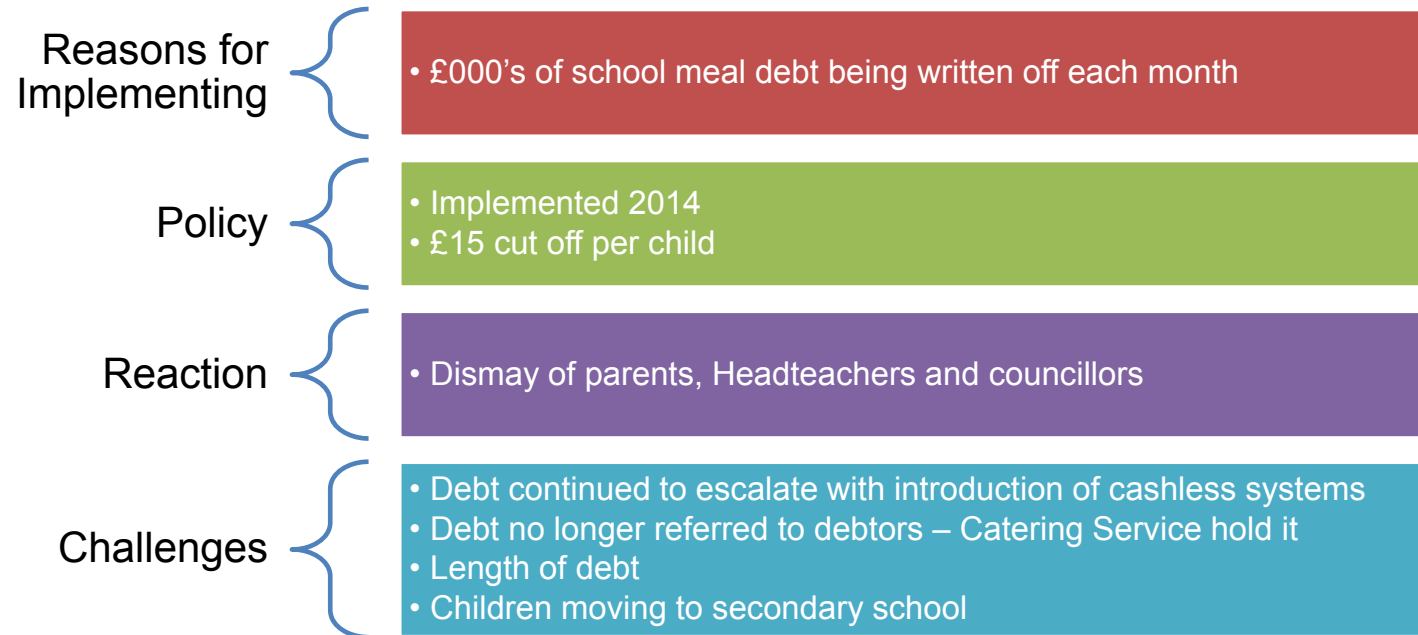 Reasons for
Implementing
• £000’s of school meal debt being written off each month
Policy
• Implemented 2014
• £15 cut off per child
Reaction
• Dismay of parents, Headteachers and councillors
Challenges
• Debt continued to escalate with introduction of cashless systems
• Debt no longer referred to debtors – Catering Service hold it
• Length of debt
• Children moving to secondary school